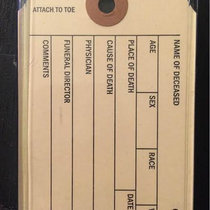 ATTACH TO TOE
NAME OF DECEASED
AGE SEX RACE
PLACE OF DEATH
CAUSE OF DEATH DATE
PHYSICIAN
FUNERAL DIRECTOR
COMMENTS